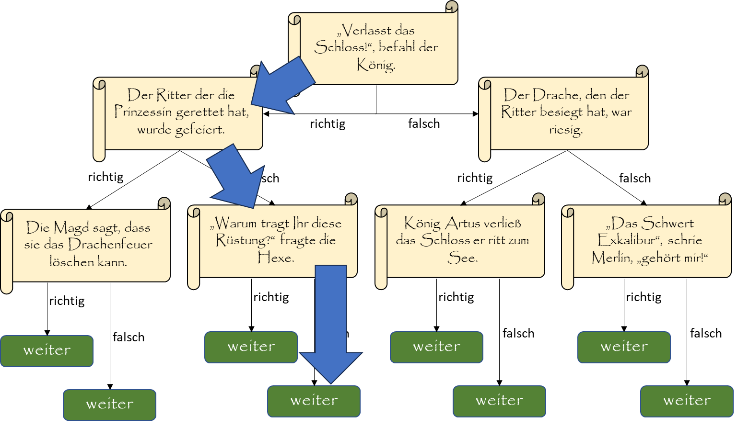 „Verlasst das
Schloss!“, befahl der
König.
Der Ritter der die
Prinzessin gerettet hat,
wurde gefeiert.
Der Drache, den der
Ritter besiegt hat, war
riesig.
richtig
falsch
richtig
sch
richtig
falsch
Die Magd sagt, dass
sie das Drachenfeuer
löschen kann.
„Warum tragt Ihr diese
Rüstung?“ fragte die
Hexe.
König Artus verließ
das Schloss er ritt zum
See.
„Das Schwert
Exkalibur“, schrie
Merlin, „gehört mir!“
richtig
falsch
richtig
richtig
falsch
richtig
falsch
weiter
weiter
weiter
weiter
weiter
weiter
weiter
weiter